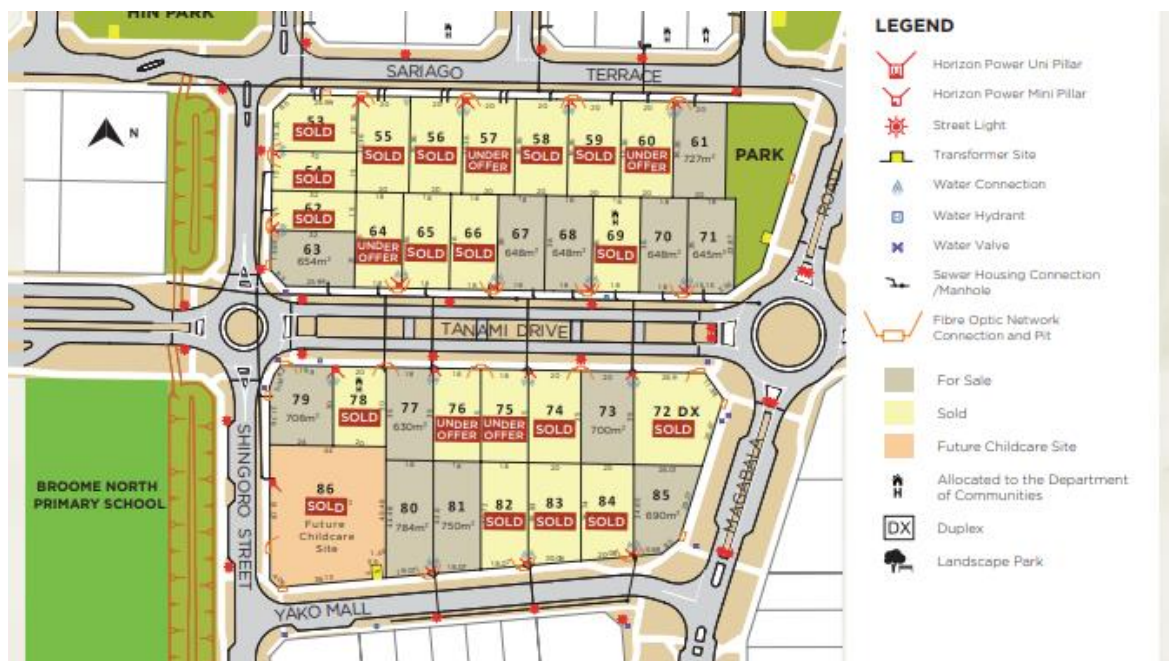 HIN PARK
SARIAGO TERRACE
N
53
SOLD
55
SOLD
56
SOLD
57
UNDER
OFFER
58
SOLD
59
SOLD
60
UNDER
OFFER
61
727m²
PARK
54
SOLD
62
SOLD
63
654m²
64
UNDER
OFFER
65
SOLD
66
SOLD
67
648m²
68
648m²
69
SOLD
70
648m²
71
645m²
ROAD
TANAMI DRIVE
79
708m²
78
SOLD
77
630m²
76
UNDER
OFFER
75
UNDER
OFFER
74
SOLD
73
700m²
72 DX
SOLD
BROOME NORTH
PRIMARY SCHOOL
SHINGORO STREET
86
SOLD
Future
Childcare
Site
80
784m²
81
750m²
82
SOLD
83
SOLD
84
SOLD
85
690m²
MAGABALA
YAKO MALL
LEGEND
Horizon Power Uni Pillar
Horizon Power Mini Pillar
Street Light
Transformer Site
Water Connection
Water Hydrant
Water Valve
Sewer Housing Connection
/Manhole
Fibre Optic Network
Connection and Pit
For Sale
Sold
Future Childcare Site
H
Allocated to the Department
of Communities
DX
Duplex
Landscape Park